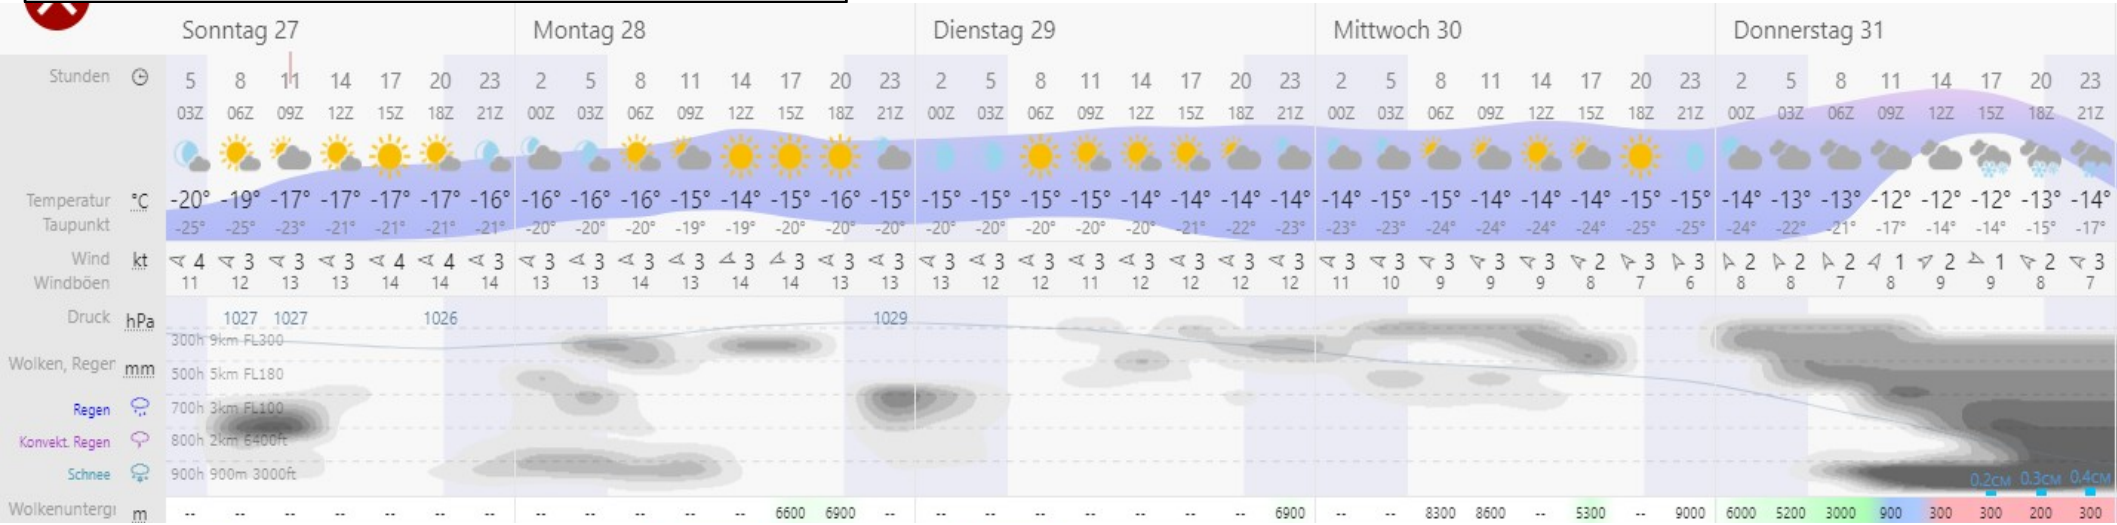 Sonntag 27 Montag 28 Dienstag 29 Mittwoch 30 Donnerstag 31
Stunden 5 8 11 14 17 20 23 2 5 8 11 14 17 20 23 2 5 8 11 14 17 20 23 2 5 8 11 14 17 20 23 2 5 8 11 14 17 20 23
03Z 06Z 09Z 12Z 15Z 18Z 21Z 00Z 03Z 06Z 09Z 12Z 15Z 18Z 21Z 00Z 03Z 06Z 09Z 12Z 15Z 18Z 21Z 00Z 03Z 06Z 09Z 12Z 15Z 18Z 21Z 00Z 03Z 06Z 09Z 12Z 15Z 18Z 21Z
Temperatur °C -20° -19° -17° -17° -17° -17° -16° -16° -16° -16° -15° -14° -15° -16° -15° -15° -15° -15° -15° -14° -14° -14° -14° -14° -15° -15° -14° -14° -14° -15° -15° -14° -13° -13° -12° -12° -12° -13° -14°
Taupunkt -25° -25° -23° -21° -21° -21° -21° -20° -20° -20° -19° -19° -20° -20° -20° -20° -20° -20° -20° -20° -21° -22° -23° -23° -23° -24° -24° -24° -24° -25° -25° -24° -22° -21° -17° -14° -14° -15° -17°
Wind kt 4 3 3 3 4 4 3 3 3 3 3 3 3 3 3 3 3 3 3 3 3 3 3 3 3 3 3 3 2 3 3 2 2 2 1 2 1 2 3
Windböen 11 12 13 13 14 14 14 13 13 14 13 14 14 13 13 13 12 12 11 12 12 12 12 11 10 9 9 9 8 7 6 8 8 7 8 9 9 8 7
Druck hPa 1027 1027 1026 1029
300h 9km FL300
Wolken, Regen mm
500h 5km FL180
Regen 700h 3km FL100
Konvekt. Regen 800h 2km 6400ft
Schnee 900h 900m 3000ft 0.2CM 0.3CM 0.4CM
Wolkenuntergr m -- -- -- -- -- -- -- -- -- -- -- -- 6600 6900 -- -- -- -- -- -- -- -- 6900 -- -- 8300 8600 -- 5300 -- 9000 6000 5200 3000 900 300 300 200 300